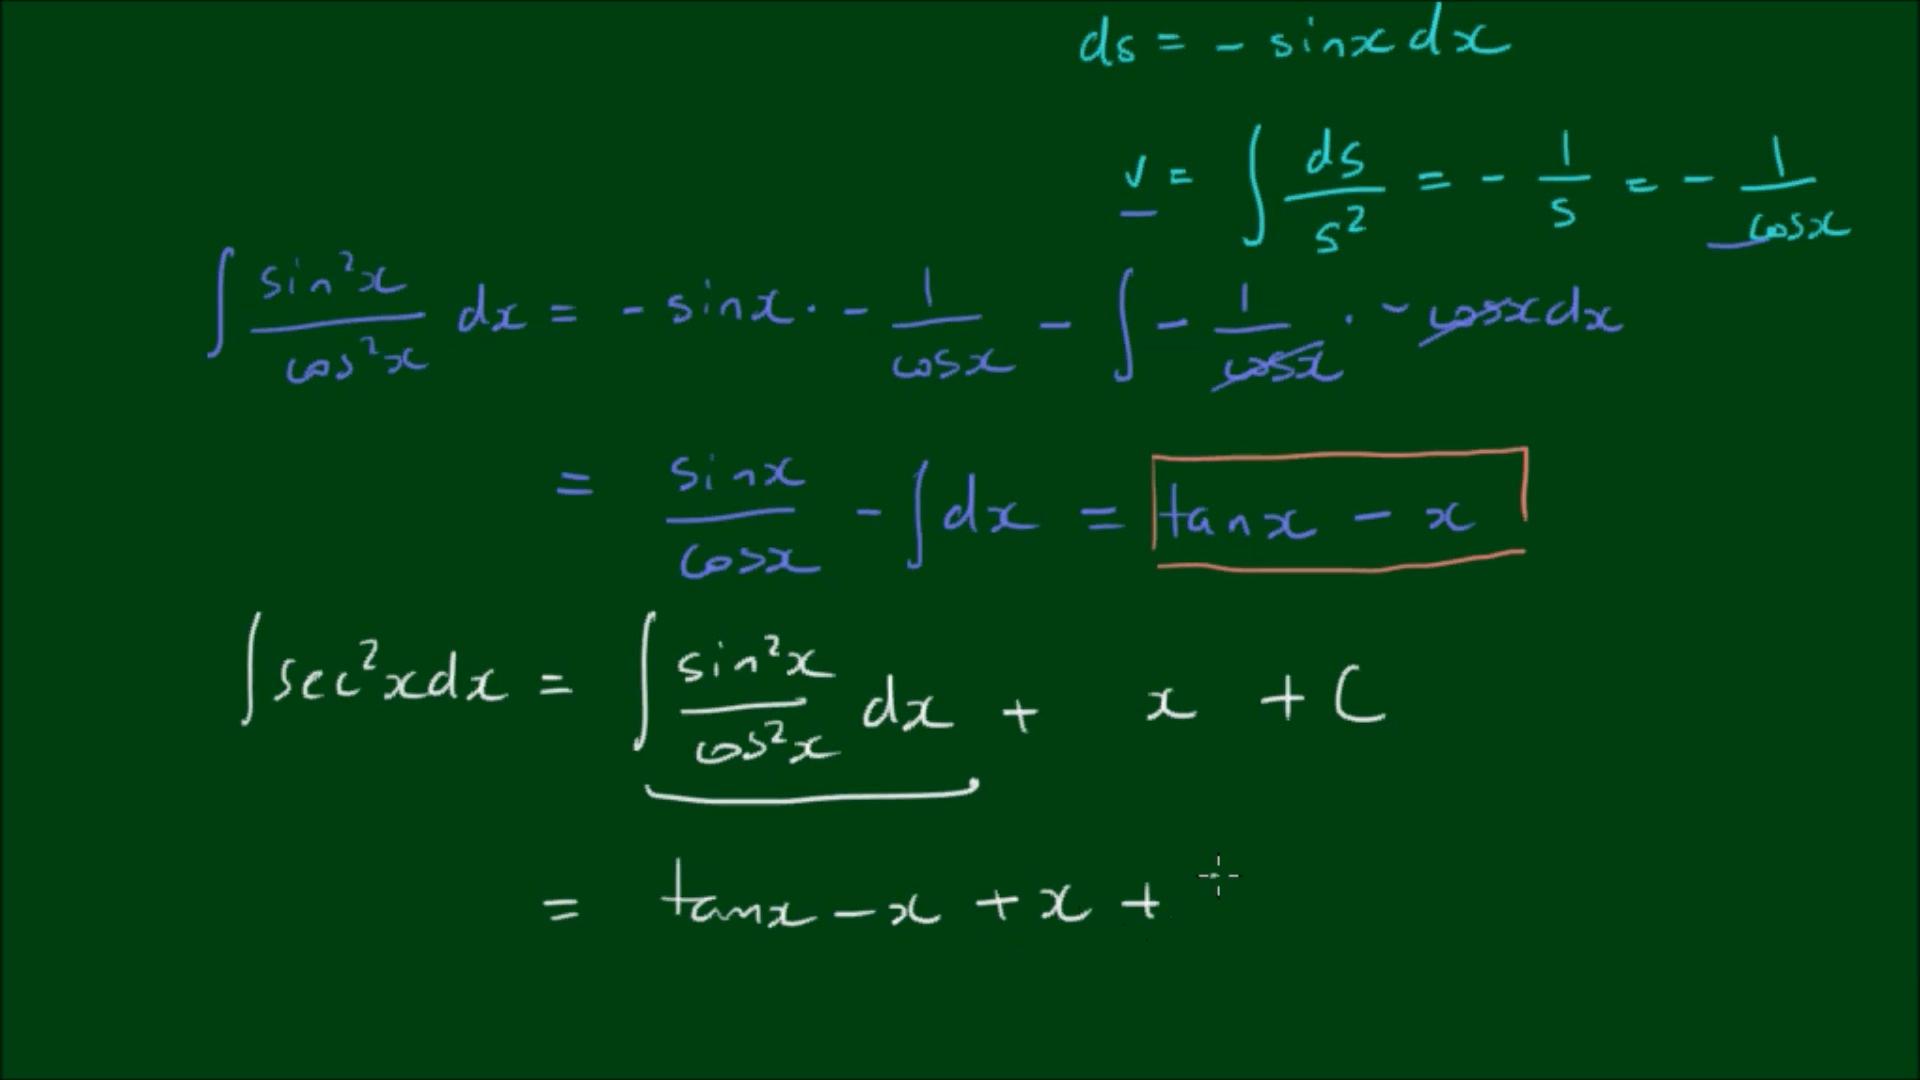 ds = - sinx dx
v = ∫ ds/s² = - 1/s = - 1/cosx
∫ sin²x/cos²x dx = - sinx · - 1/cosx - ∫ - 1/cosx · - cosx dx
= sinx/cosx - ∫ dx = tanx - x
∫ sec²x dx = ∫ sin²x/cos²x dx + x + C
= tanx - x + x +